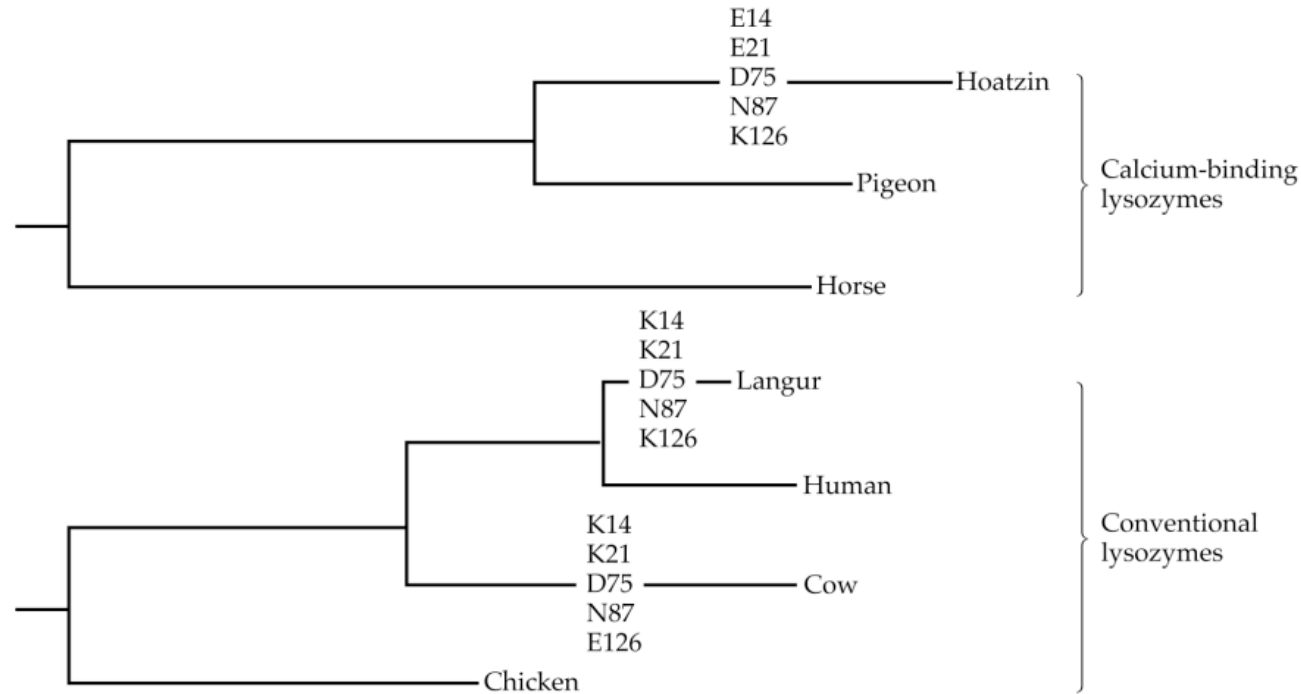 E14
E21
D75
N87
K126
Hoatzin
Pigeon
Horse
Calcium-binding
lysozymes
K14
K21
D75
N87
K126
Langur
Human
K14
K21
D75
N87
E126
Cow
Chicken
Conventional
lysozymes